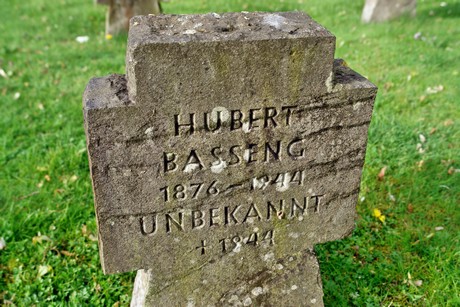 HUBERT
BASSENG
1876-1944
UNBEKANNT
+ 1944